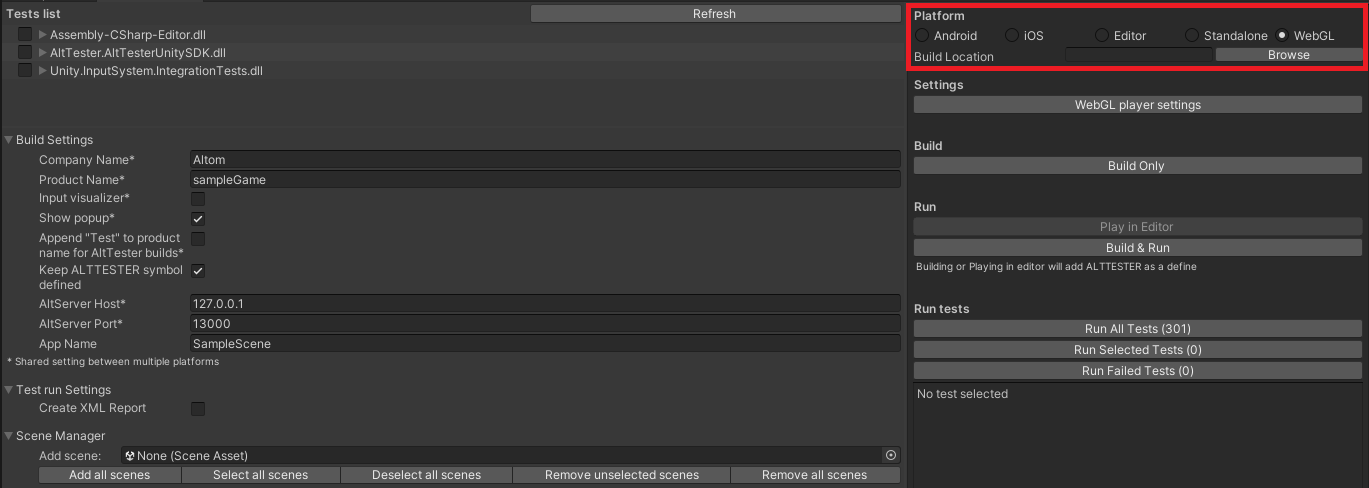 Tests list
Refresh
Assembly-CSharp-Editor.dll
AltTester.AltTesterUnitySDK.dll
Unity.InputSystem.IntegrationTests.dll
Build Settings
Company Name* Altom
Product Name* sampleGame
Input visualizer*
Show popup*
Append "Test" to product
name for AltTester builds*
Keep ALTTESTER symbol
defined
AltServer Host* 127.0.0.1
AltServer Port* 13000
App Name SampleScene
* Shared setting between multiple platforms
Test run Settings
Create XML Report
Scene Manager
Add scene: None (Scene Asset)
Add all scenes Select all scenes Deselect all scenes Remove unselected scenes Remove all scenes
Platform
Android iOS Editor Standalone WebGL
Build Location Browse
Settings
WebGL player settings
Build
Build Only
Run
Play in Editor
Build & Run
Building or Playing in editor will add ALTTESTER as a define
Run tests
Run All Tests (301)
Run Selected Tests (0)
Run Failed Tests (0)
No test selected